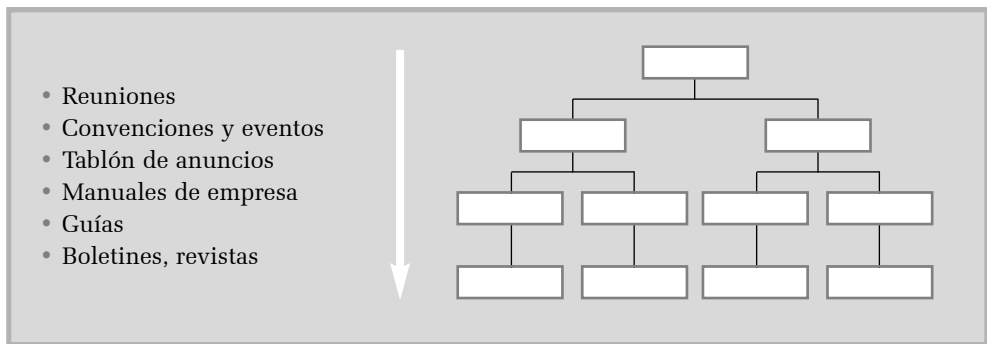 • Reuniones
• Convenciones y eventos
• Tablón de anuncios
• Manuales de empresa
• Guías
• Boletines, revistas